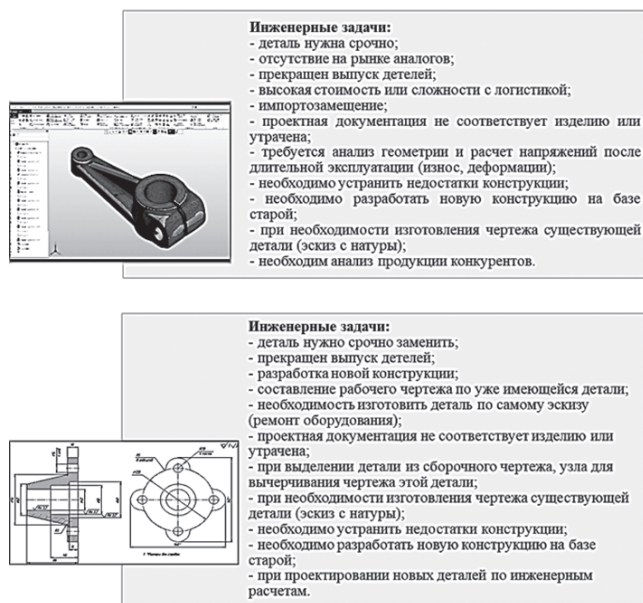 Инженерные задачи:
- деталь нужна срочно;
- отсутствие на рынке аналогов;
- прекращен выпуск детелей;
- высокая стоимость или сложности с логистикой;
- импортозамещение;
- проектная документация не соответствует изделию или
утрачена;
- требуется анализ геометрии и расчет напряжений после
длительной эксплуатации (износ, деформации);
- необходимо устранить недостатки конструкции;
- необходимо разработать новую конструкцию на базе
старой;
- при необходимости изготовления чертежа существующей
детали (эскиз с натуры);
- необходим анализ продукции конкурентов.
Инженерные задачи:
- деталь нужно срочно заменить;
- прекращен выпуск детелей;
- разработка новой конструкции;
- составление рабочего чертежа по уже имеющейся детали;
- необходимость изготовить деталь по самому эскизу
(ремонт оборудования);
- проектная документация не соответствует изделию или
утрачена;
- при выделении детали из сборочного чертежа, узла для
вычерчивания чертежа этой детали;
- при необходимости изготовления чертежа существующей
детали (эскиз с натуры);
- необходимо устранить недостатки конструкции;
- необходимо разработать новую конструкцию на базе
старой;
- при проектировании новых деталей по инженерным
расчетам.